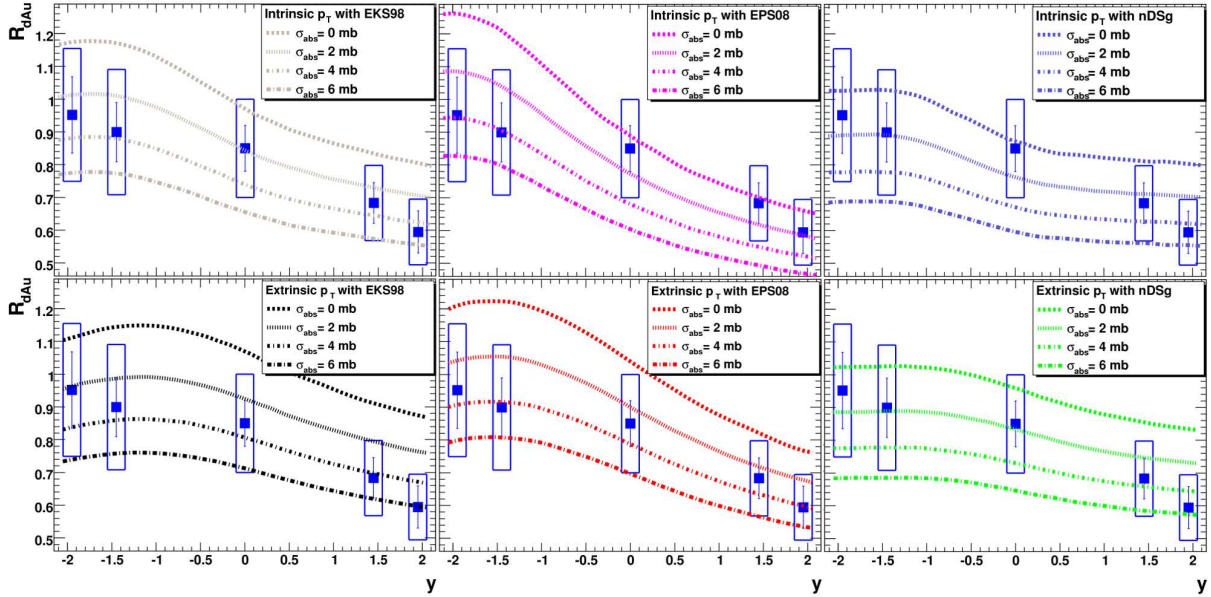 R_dAu
Intrinsic p_T with EKS98
σ_abs= 0 mb
σ_abs= 2 mb
σ_abs= 4 mb
σ_abs= 6 mb
Intrinsic p_T with EPS08
σ_abs= 0 mb
σ_abs= 2 mb
σ_abs= 4 mb
σ_abs= 6 mb
Intrinsic p_T with nDSg
σ_abs= 0 mb
σ_abs= 2 mb
σ_abs= 4 mb
σ_abs= 6 mb
1.2
1.1
1
0.9
0.8
0.7
0.6
0.5
R_dAu
Extrinsic p_T with EKS98
σ_abs= 0 mb
σ_abs= 2 mb
σ_abs= 4 mb
σ_abs= 6 mb
Extrinsic p_T with EPS08
σ_abs= 0 mb
σ_abs= 2 mb
σ_abs= 4 mb
σ_abs= 6 mb
Extrinsic p_T with nDSg
σ_abs= 0 mb
σ_abs= 2 mb
σ_abs= 4 mb
σ_abs= 6 mb
1.2
1.1
1
0.9
0.8
0.7
0.6
0.5
-2 -1.5 -1 -0.5 0 0.5 1 1.5 2
y
-2 -1.5 -1 -0.5 0 0.5 1 1.5 2
y
-2 -1.5 -1 -0.5 0 0.5 1 1.5 2
y